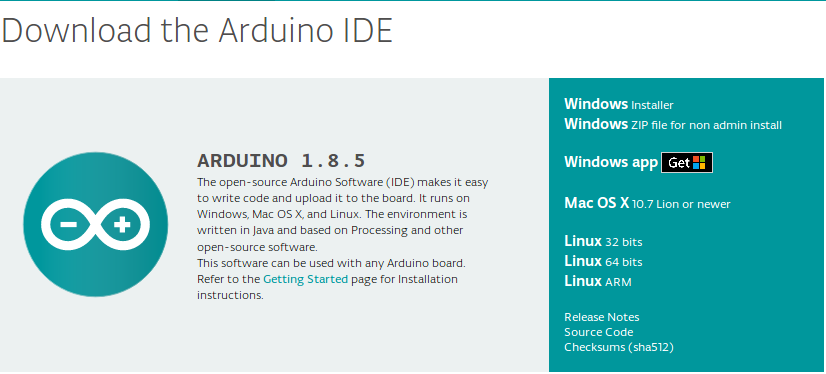 Download the Arduino IDE
ARDUINO 1.8.5
The open-source Arduino Software (IDE) makes it easy
to write code and upload it to the board. It runs on
Windows, Mac OS X, and Linux. The environment is
written in Java and based on Processing and other
open-source software.
This software can be used with any Arduino board.
Refer to the Getting Started page for Installation
instructions.
Windows Installer
Windows ZIP file for non admin install
Windows app Get
Mac OS X 10.7 Lion or newer
Linux 32 bits
Linux 64 bits
Linux ARM
Release Notes
Source Code
Checksums (sha512)